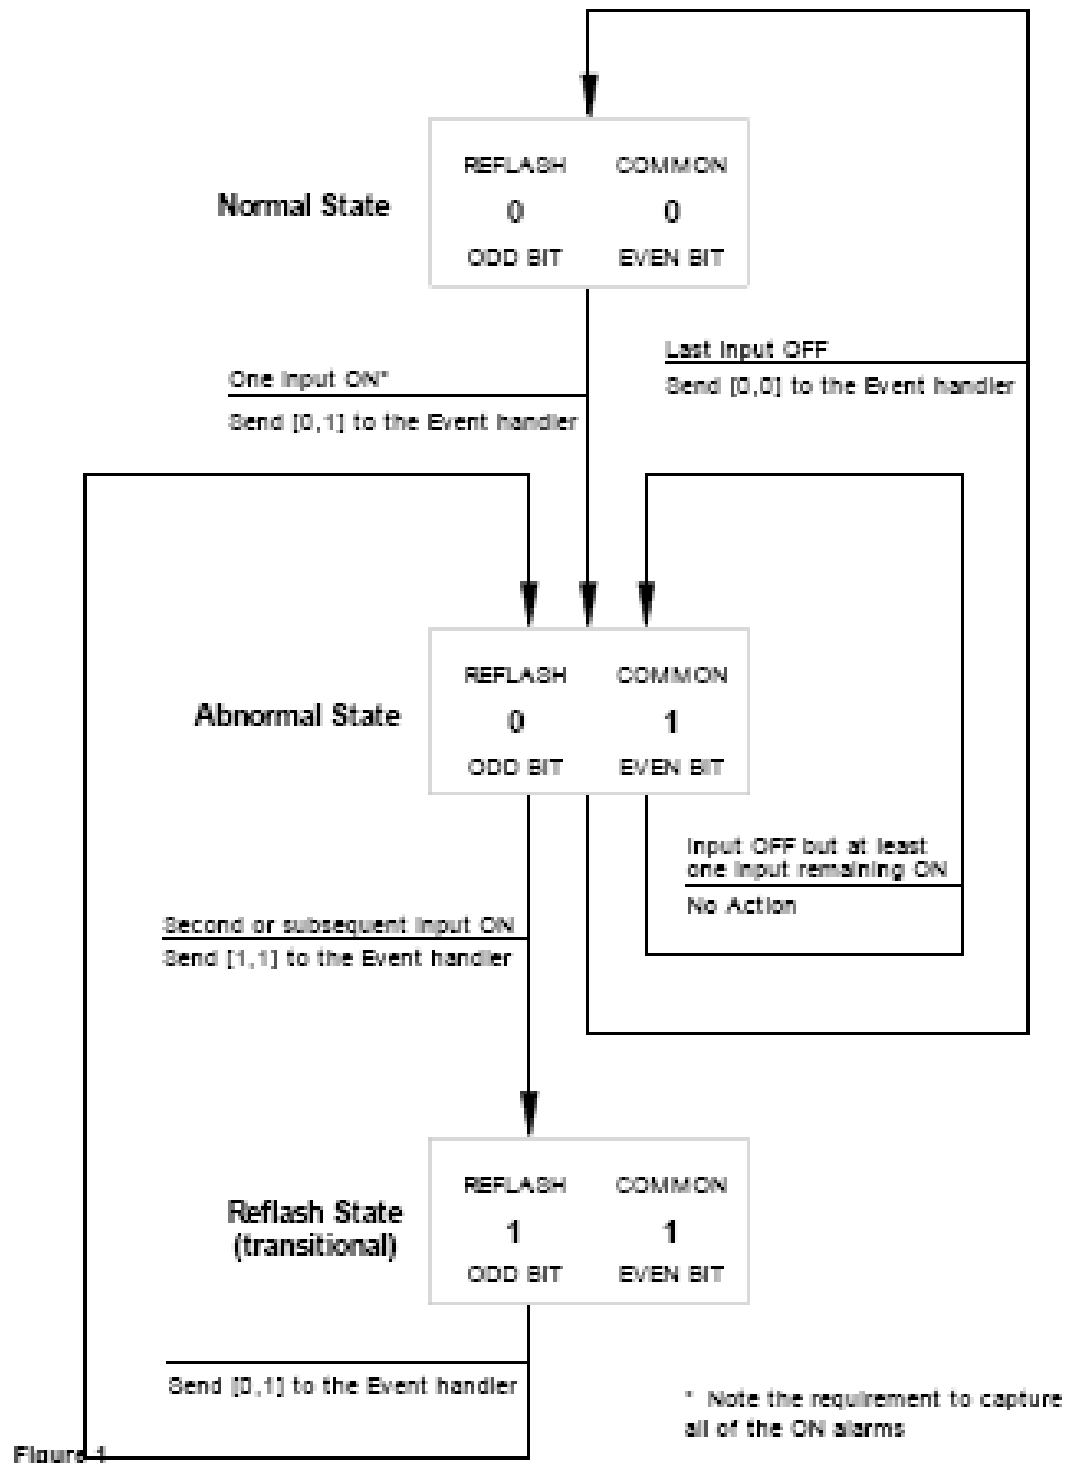 REFLASH COMMON
Normal State
0 0
ODD BIT EVEN BIT
Last Input OFF
Send [0,0] to the Event handler
One Input ON*
Send [0,1] to the Event handler
REFLASH COMMON
Abnormal State
0 1
ODD BIT EVEN BIT
Input OFF but at least
one input remaining ON
No Action
Second or subsequent Input ON
Send [1,1] to the Event handler
REFLASH COMMON
Reflash State
(transitional)
1 1
ODD BIT EVEN BIT
Send [0,1] to the Event handler
* Note the requirement to capture
all of the ON alarms
Figure 1